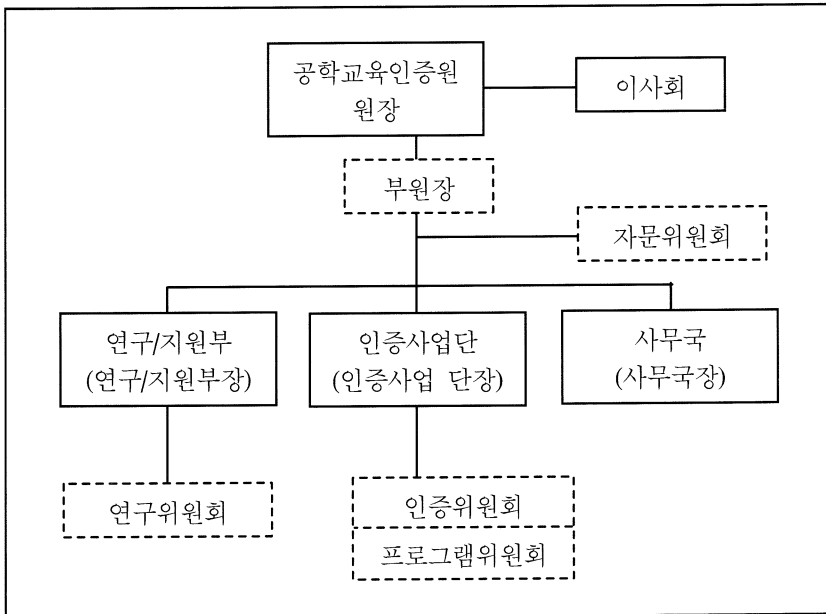 공학교육인증원
원장
이사회
부원장
자문위원회
연구/지원부
(연구/지원부장)
인증사업단
(인증사업 단장)
사무국
(사무국장)
연구위원회
인증위원회
프로그램위원회